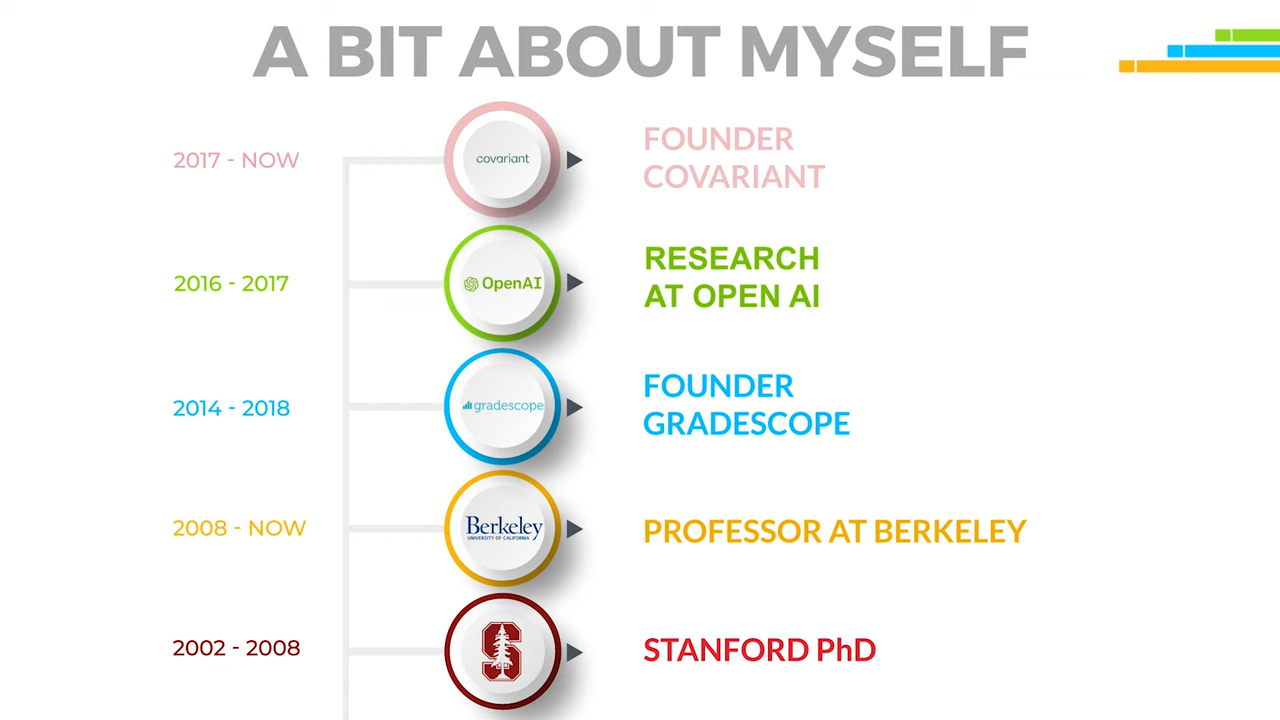 A BIT ABOUT MYSELF
2017 - NOW
covariant
FOUNDER
COVARIANT
2016 - 2017
OpenAI
RESEARCH
AT OPEN AI
2014 - 2018
gradescope
FOUNDER
GRADESCOPE
2008 - NOW
Berkeley
UNIVERSITY OF CALIFORNIA
PROFESSOR AT BERKELEY
2002 - 2008
S
STANFORD PhD